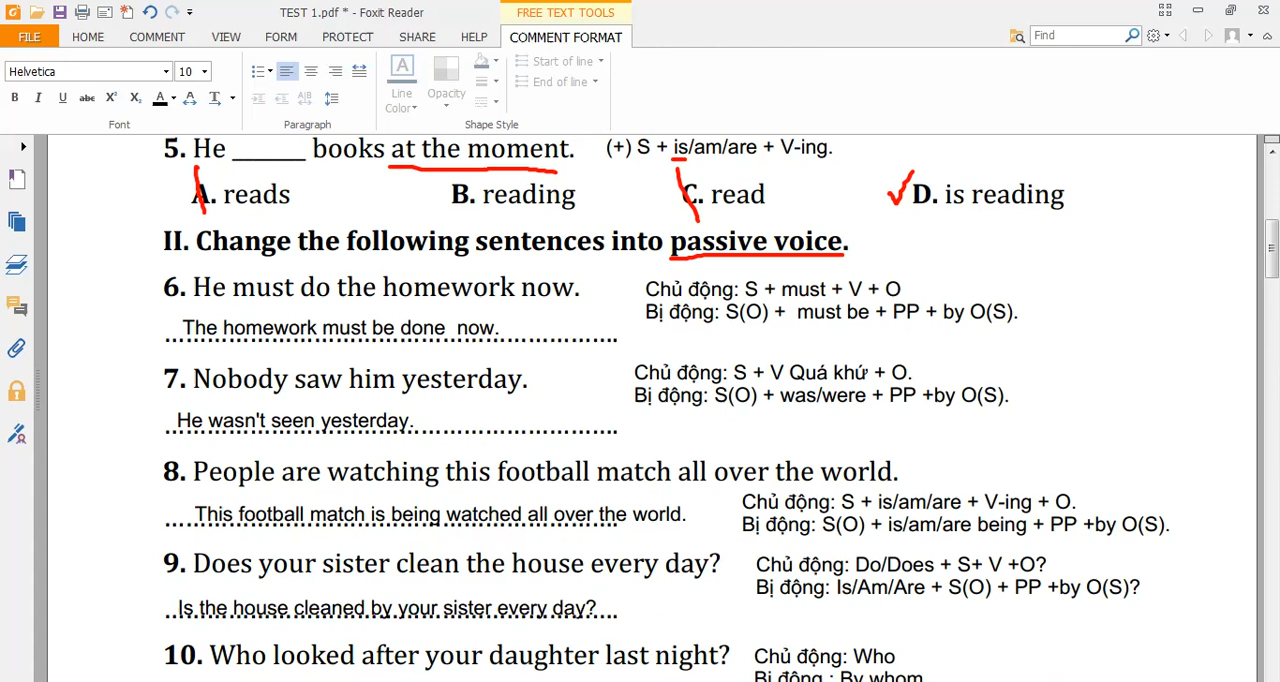 TEST 1.pdf * - Foxit Reader
FREE TEXT TOOLS
FILE HOME COMMENT VIEW FORM PROTECT SHARE HELP COMMENT FORMAT
Find
Helvetica 10
B I U abc X² X₂ A A T
Line Color
Opacity
Start of line
End of line
Font Paragraph Shape Style
5. He ______ books at the moment. (+) S + is/am/are + V-ing.
A. reads B. reading C. read D. is reading
II. Change the following sentences into passive voice.
6. He must do the homework now. Chủ động: S + must + V + O
Bị động: S(O) + must be + PP + by O(S).
The homework must be done now.
7. Nobody saw him yesterday. Chủ động: S + V Quá khứ + O.
Bị động: S(O) + was/were + PP +by O(S).
He wasn't seen yesterday.
8. People are watching this football match all over the world.
Chủ động: S + is/am/are + V-ing + O.
This football match is being watched all over the world.
Bị động: S(O) + is/am/are being + PP +by O(S).
9. Does your sister clean the house every day? Chủ động: Do/Does + S+ V +O?
Bị động: Is/Am/Are + S(O) + PP +by O(S)?
Is the house cleaned by your sister every day?
10. Who looked after your daughter last night? Chủ động: Who
Bị động : By whom